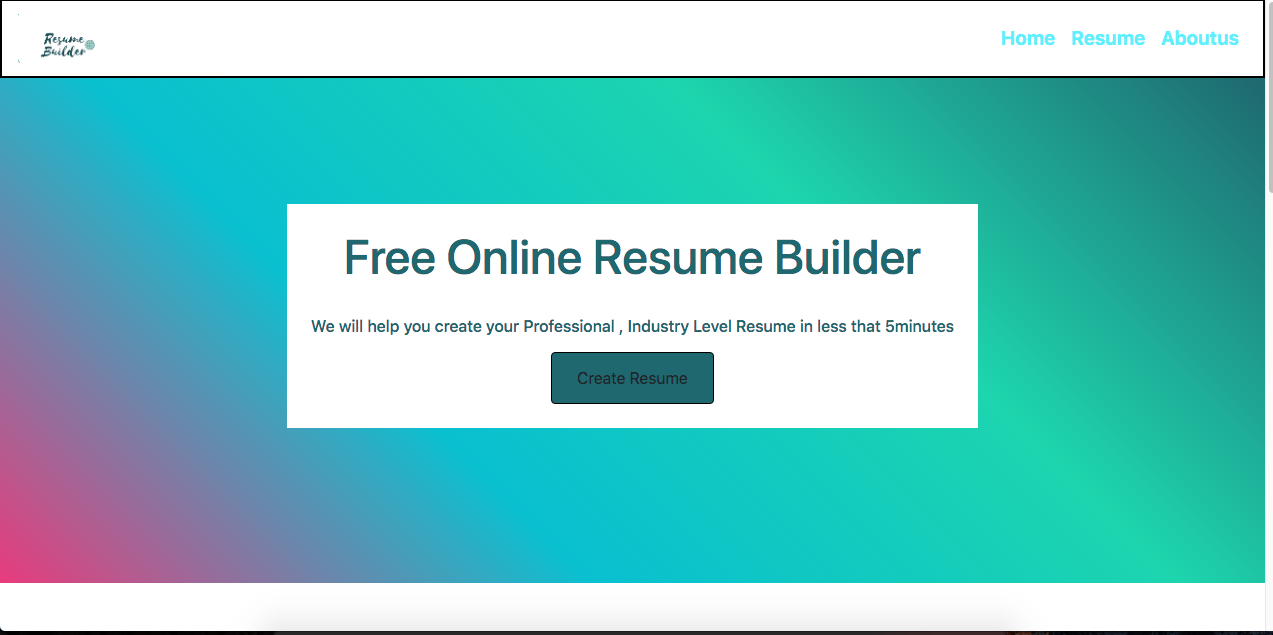 Resume
Builder
Home Resume Aboutus
Free Online Resume Builder
We will help you create your Professional , Industry Level Resume in less that 5minutes
Create Resume